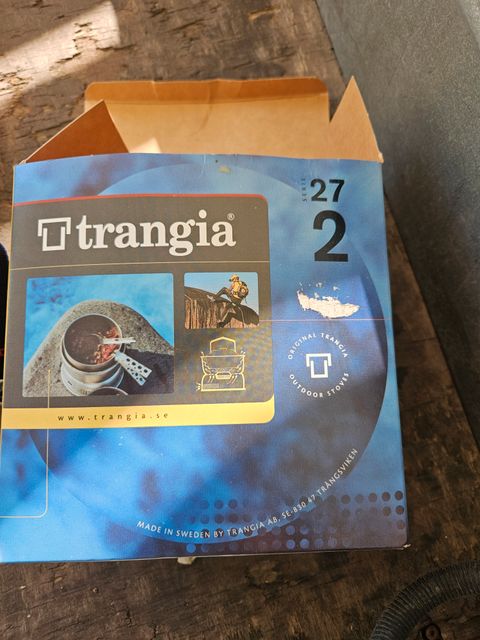 SERIE
27
2
trangia®
ORIGINAL TRANGIA
OUTDOOR STOVES
www.trangia.se
MADE IN SWEDEN BY TRANGIA AB, SE-830 47 TRÅNGSVIKEN